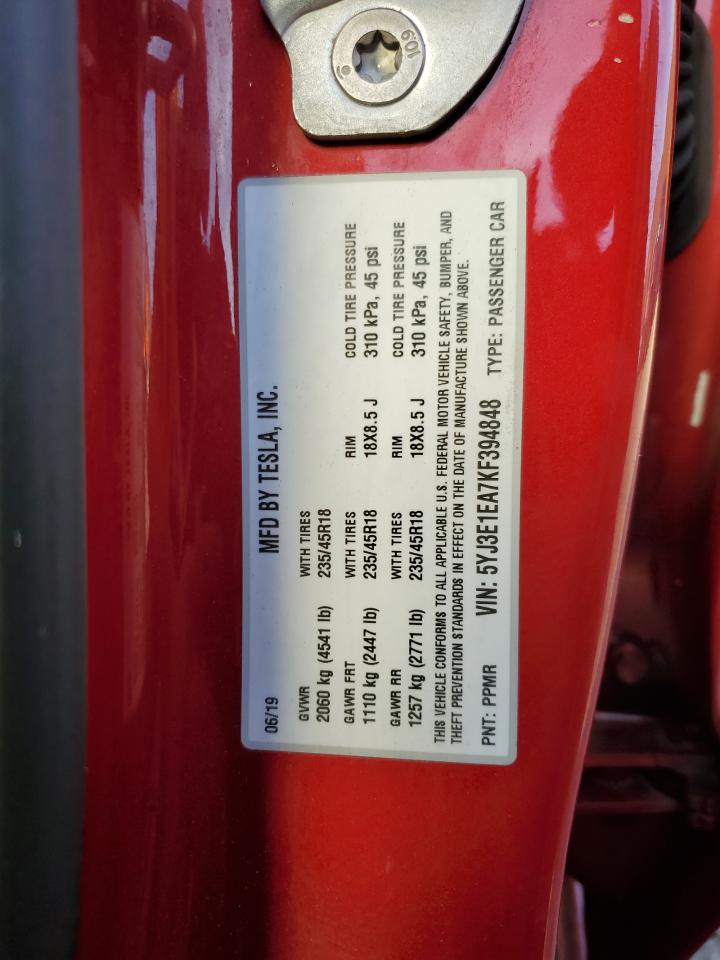 10.9
06/19 MFD BY TESLA, INC.
GVWR WITH TIRES
2060 kg (4541 lb) 235/45R18
GAWR FRT WITH TIRES RIM COLD TIRE PRESSURE
1110 kg (2447 lb) 235/45R18 18X8.5 J 310 kPa, 45 psi
GAWR RR WITH TIRES RIM COLD TIRE PRESSURE
1257 kg (2771 lb) 235/45R18 18X8.5 J 310 kPa, 45 psi
THIS VEHICLE CONFORMS TO ALL APPLICABLE U.S. FEDERAL MOTOR VEHICLE SAFETY, BUMPER, AND
THEFT PREVENTION STANDARDS IN EFFECT ON THE DATE OF MANUFACTURE SHOWN ABOVE.
PNT: PPMR VIN: 5YJ3E1EA7KF394848 TYPE: PASSENGER CAR